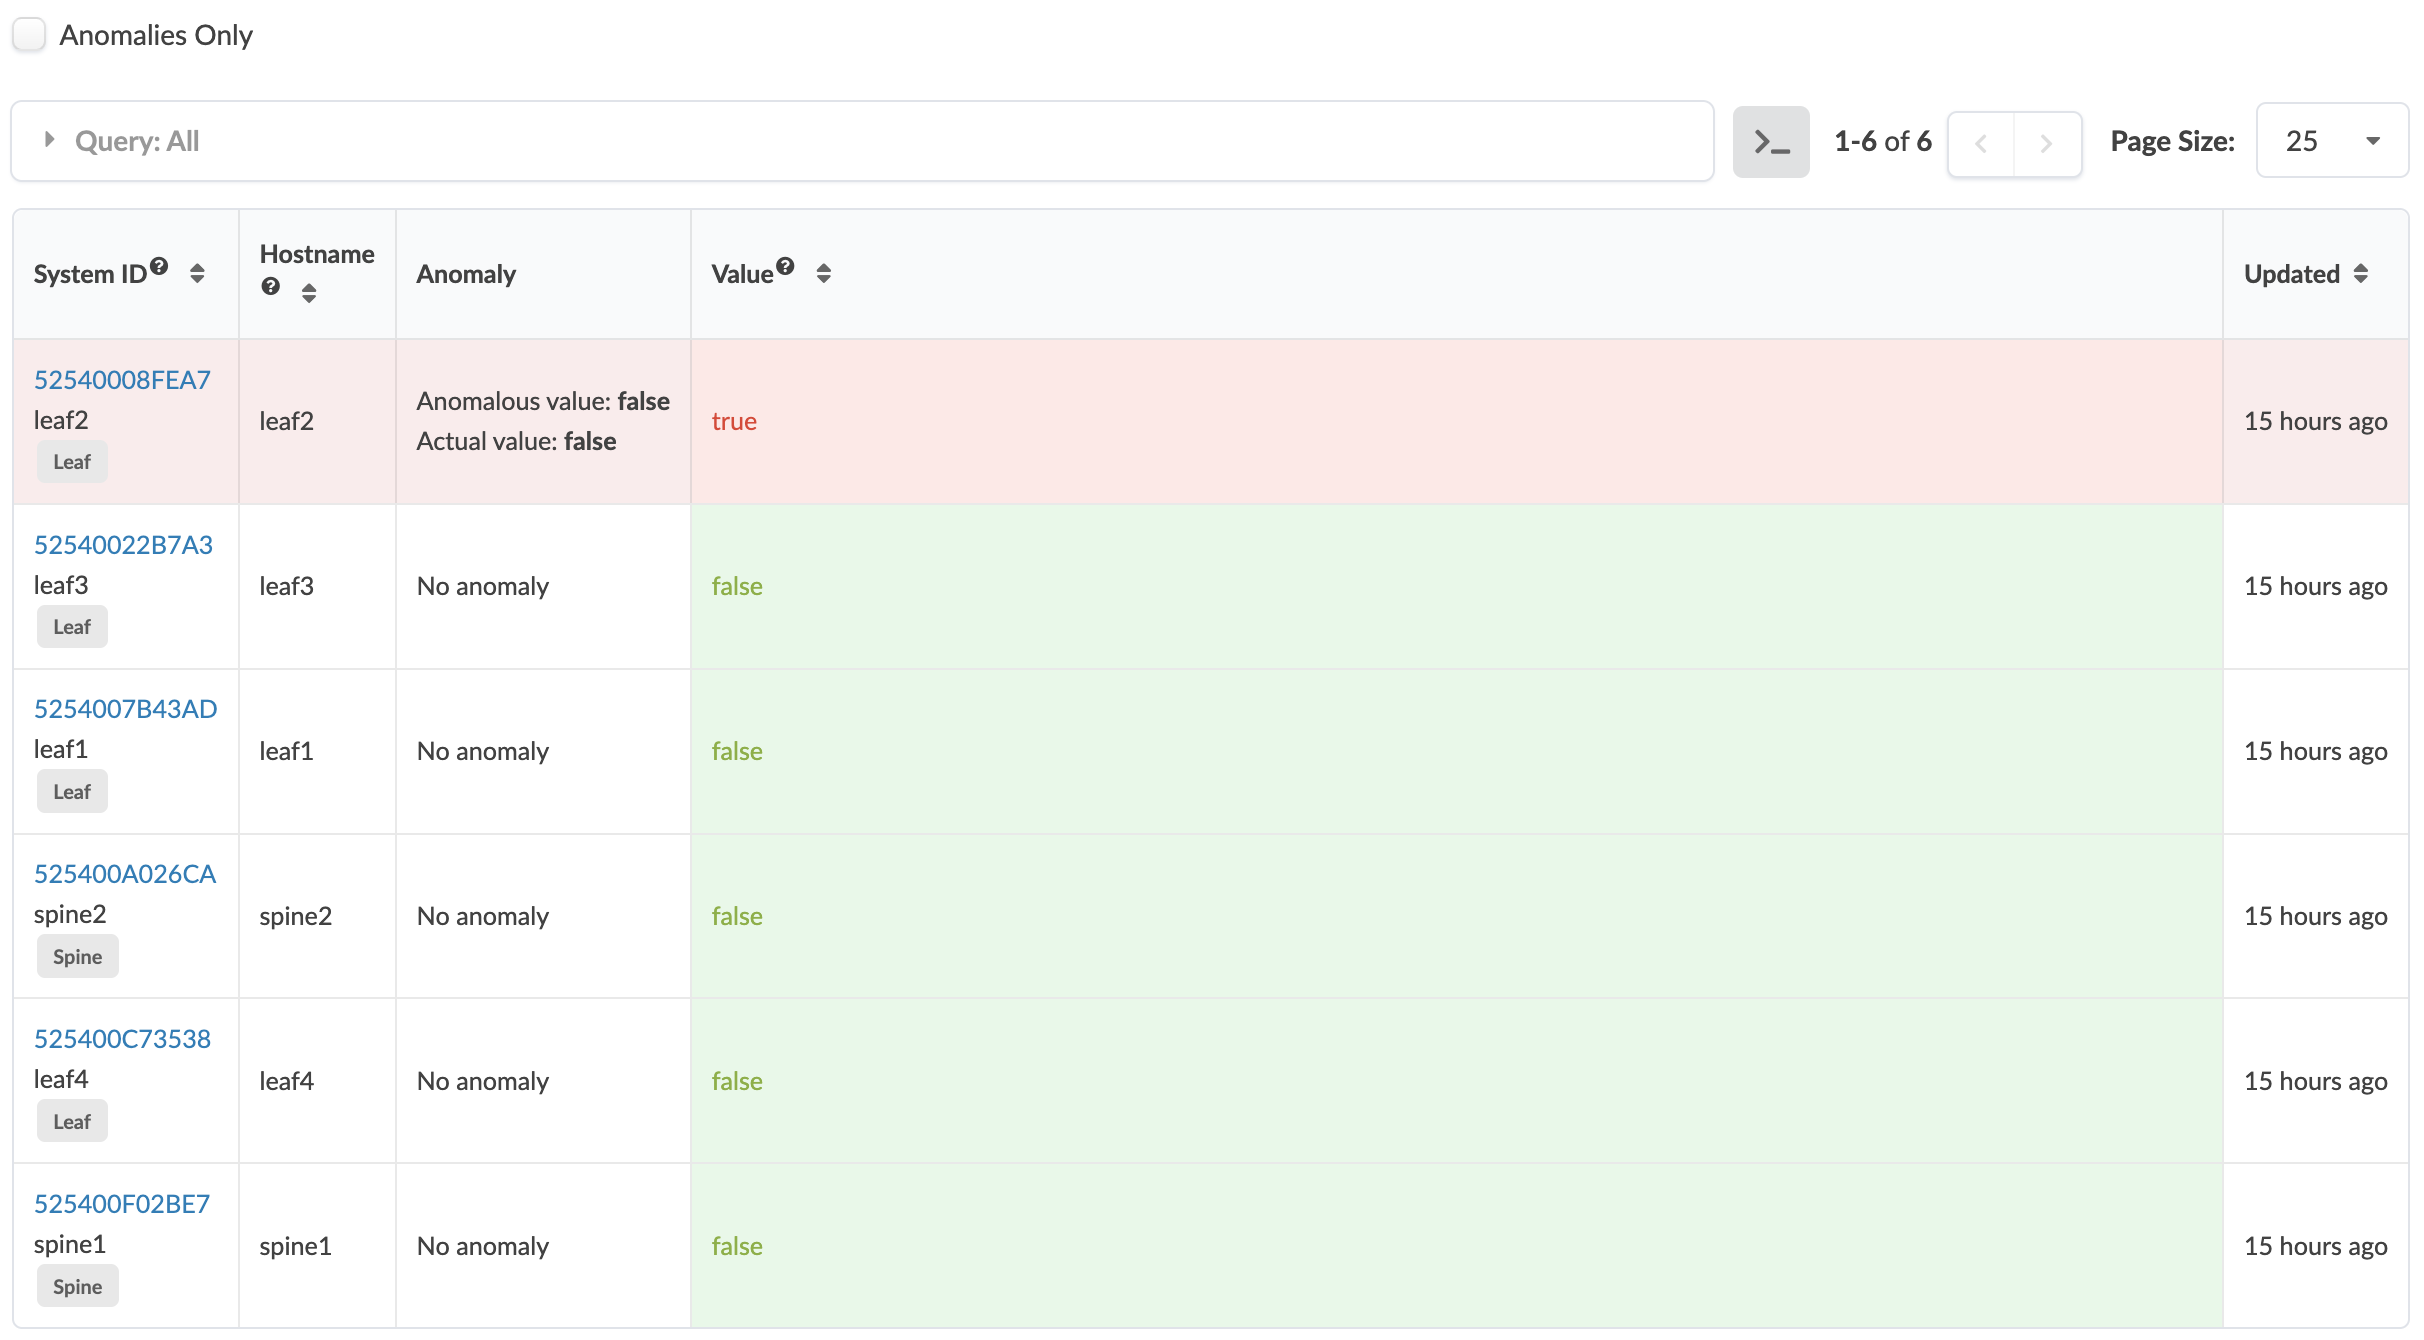 Anomalies Only
Query: All
1-6 of 6
Page Size:
25
System ID
Hostname
Anomaly
Value
Updated
52540008FEA7
leaf2
Leaf
leaf2
Anomalous value: false
Actual value: false
true
15 hours ago
52540022B7A3
leaf3
Leaf
leaf3
No anomaly
false
15 hours ago
5254007B43AD
leaf1
Leaf
leaf1
No anomaly
false
15 hours ago
525400A026CA
spine2
Spine
spine2
No anomaly
false
15 hours ago
525400C73538
leaf4
Leaf
leaf4
No anomaly
false
15 hours ago
525400F02BE7
spine1
Spine
spine1
No anomaly
false
15 hours ago